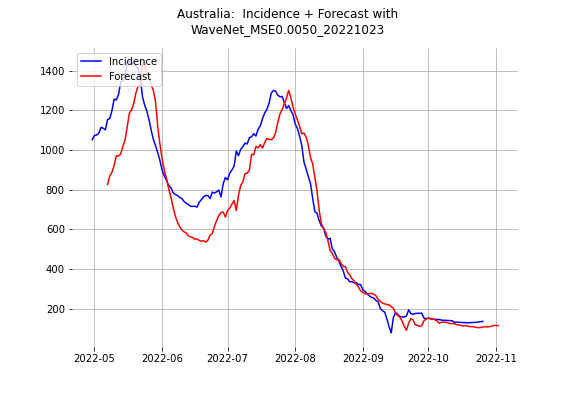 Australia:  Incidence + Forecast with
WaveNet_MSE0.0050_20221023
Incidence
Forecast
1400
1200
1000
800
600
400
200
2022-05 2022-06 2022-07 2022-08 2022-09 2022-10 2022-11